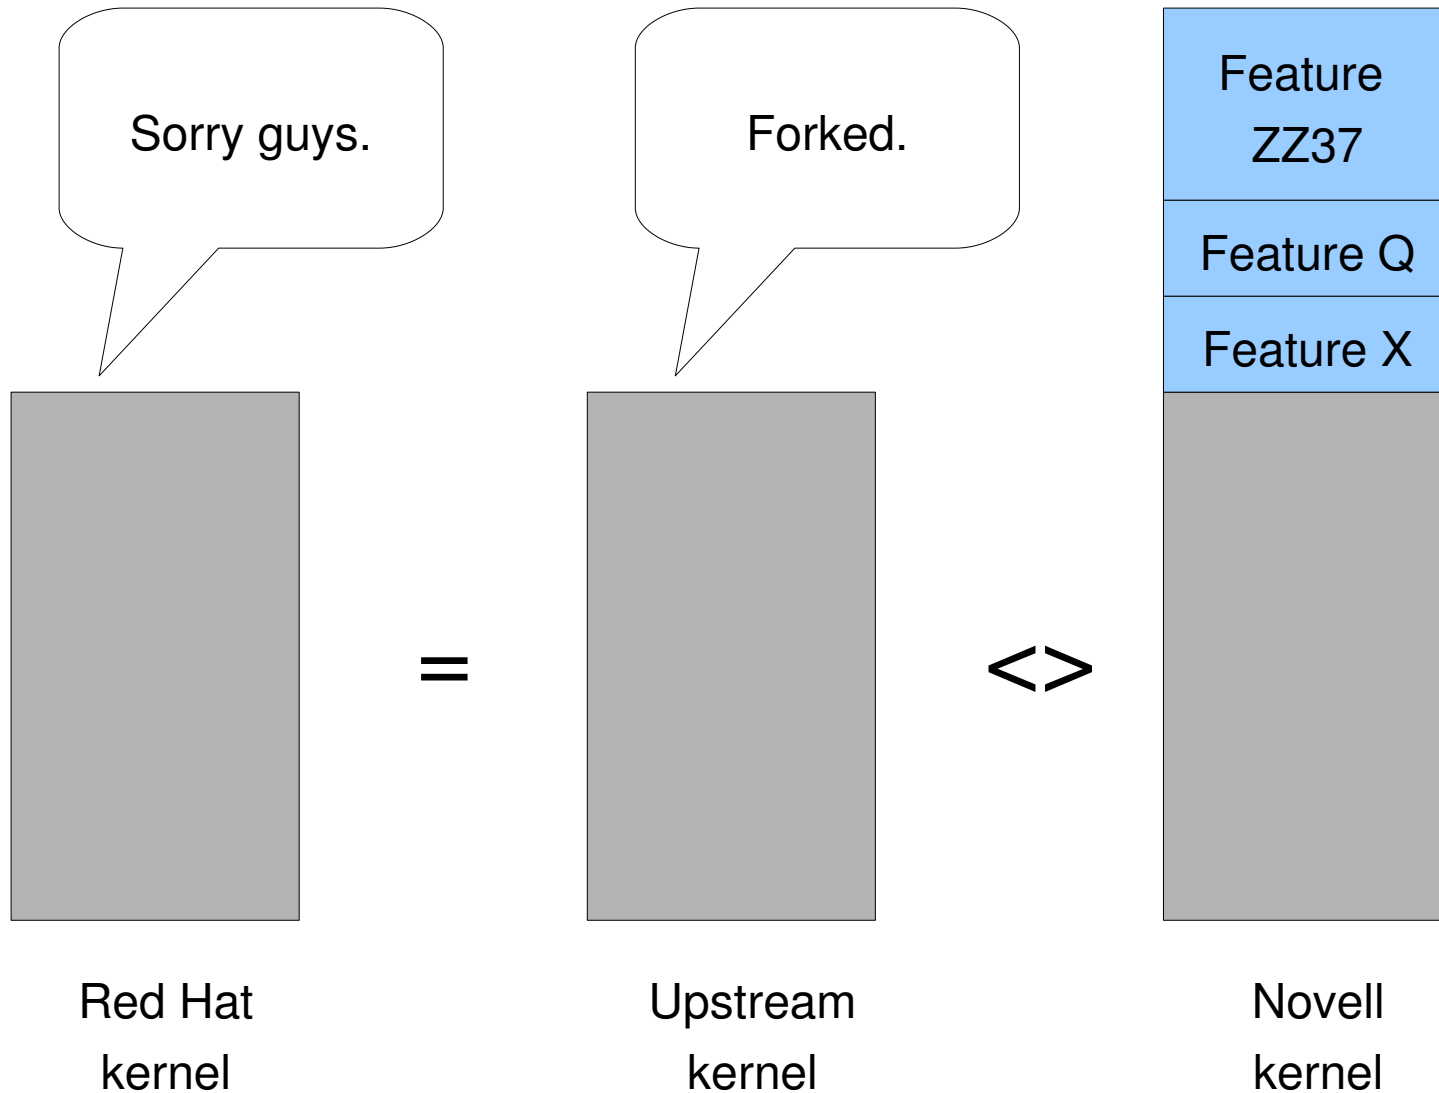 Sorry guys.
Forked.
Feature
ZZ37
Feature Q
Feature X
=
<>
Red Hat
kernel
Upstream
kernel
Novell
kernel